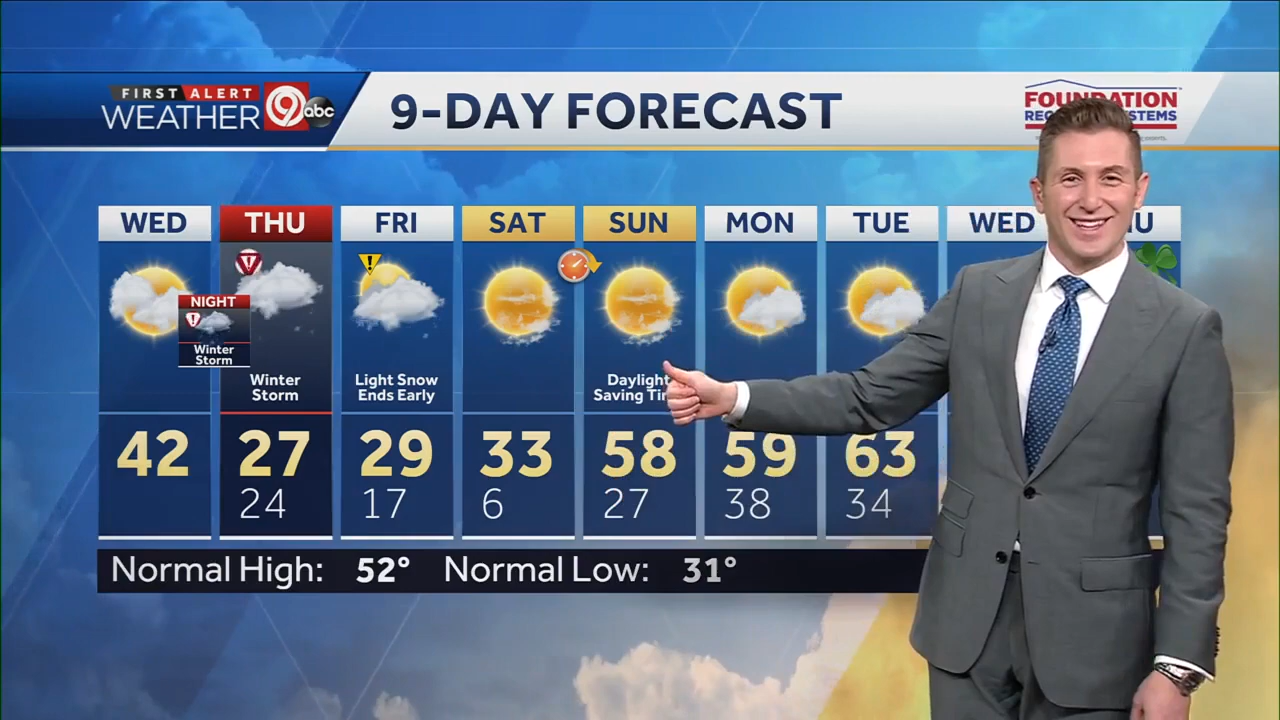 FIRST ALERT
WEATHER 9 abc
9-DAY FORECAST
FOUNDATION
WED THU FRI SAT SUN MON TUE WED
NIGHT
Winter
Storm
Winter
Storm
Light Snow
Ends Early
Daylight
Saving
42 27 29 33 58 59 63
24 17 6 27 38 34
Normal High: 52° Normal Low: 31°